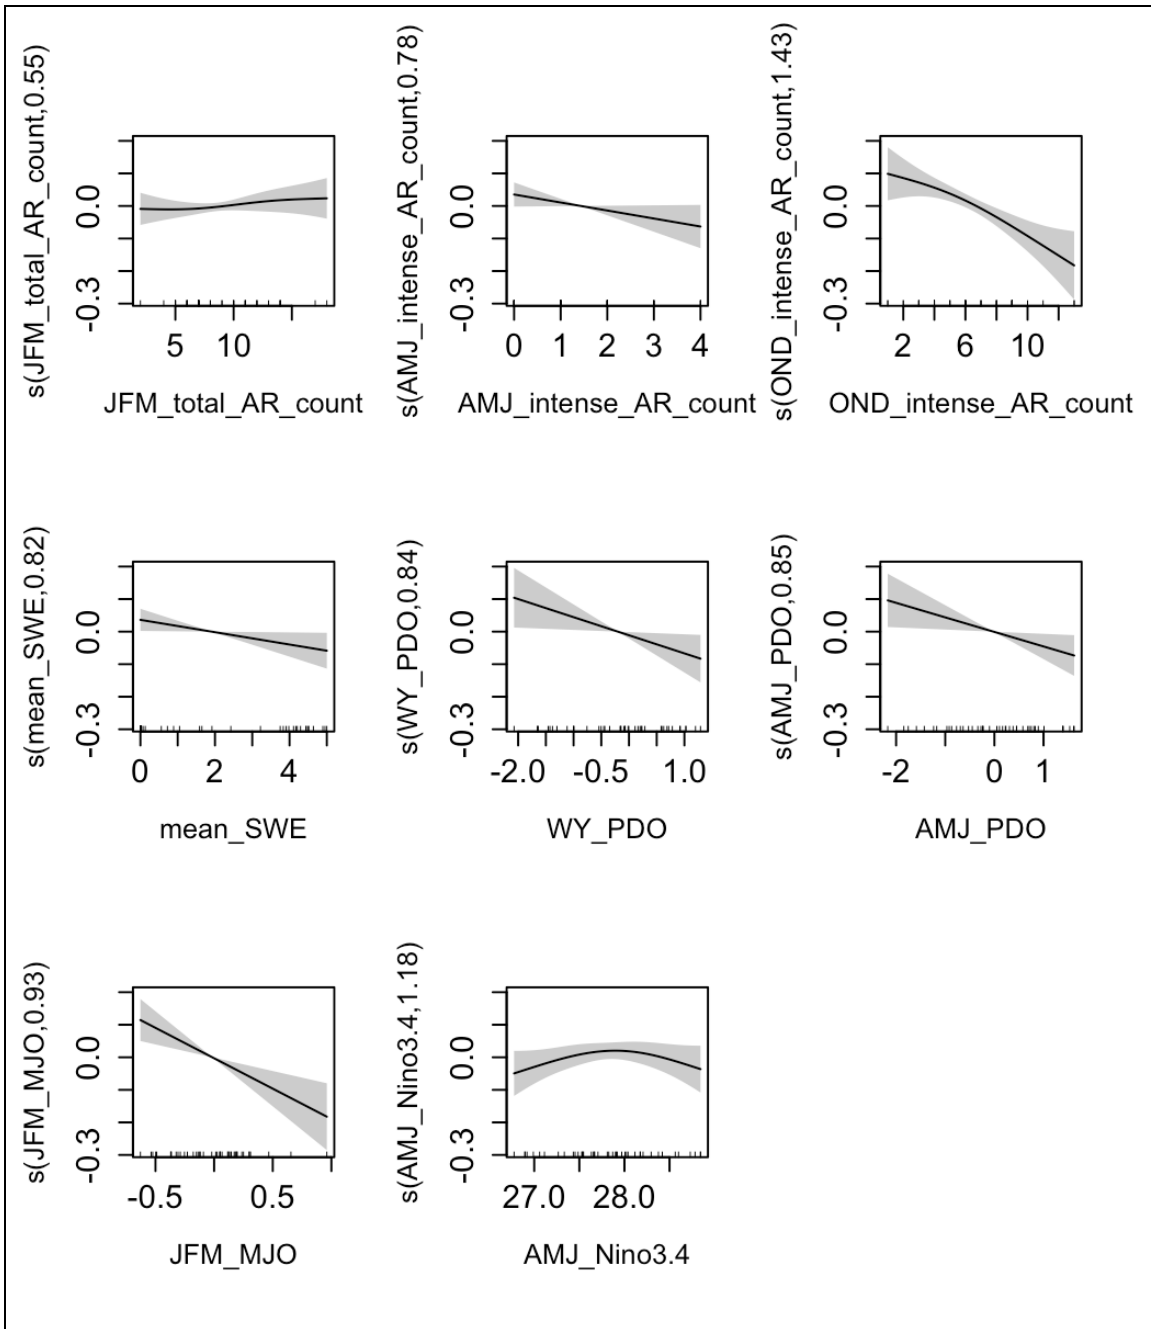 s(JFM_total_AR_count,0.55)
0.0
-0.3
5 10
JFM_total_AR_count
s(AMJ_intense_AR_count,0.78)
0.0
-0.3
0 1 2 3 4
AMJ_intense_AR_count
s(OND_intense_AR_count,1.43)
0.0
-0.3
2 6 10
OND_intense_AR_count
s(mean_SWE,0.82)
0.0
-0.3
0 2 4
mean_SWE
s(WY_PDO,0.84)
0.0
-0.3
-2.0 -0.5 1.0
WY_PDO
s(AMJ_PDO,0.85)
0.0
-0.3
-2 0 1
AMJ_PDO
s(JFM_MJO,0.93)
0.0
-0.3
-0.5 0.5
JFM_MJO
s(AMJ_Nino3.4,1.18)
0.0
-0.3
27.0 28.0
AMJ_Nino3.4